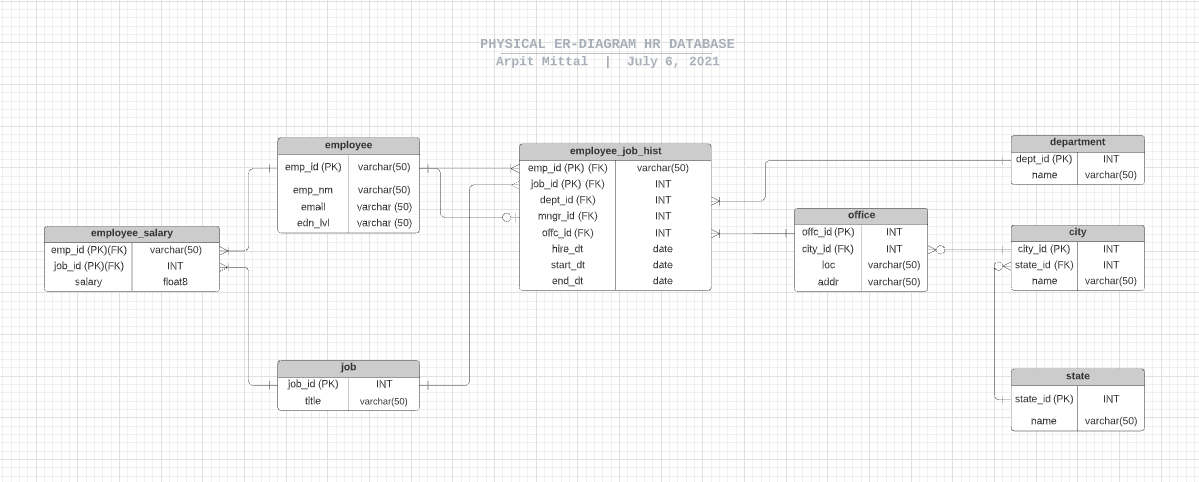 PHYSICAL ER-DIAGRAM HR DATABASE
Arpit Mittal | July 6, 2021
employee
emp_id (PK) varchar(50)
emp_nm varchar(50)
email varchar (50)
edn_lvl varchar (50)
employee_salary
emp_id (PK)(FK) varchar(50)
job_id (PK)(FK) INT
salary float8
job
job_id (PK) INT
title varchar(50)
employee_job_hist
emp_id (PK) (FK) varchar(50)
job_id (PK) (FK) INT
dept_id (FK) INT
mngr_id (FK) INT
offc_id (FK) INT
hire_dt date
start_dt date
end_dt date
office
offc_id (PK) INT
city_id (FK) INT
loc varchar(50)
addr varchar(50)
department
dept_id (PK) INT
name varchar(50)
city
city_id (PK) INT
state_id (FK) INT
name varchar(50)
state
state_id (PK) INT
name varchar(50)